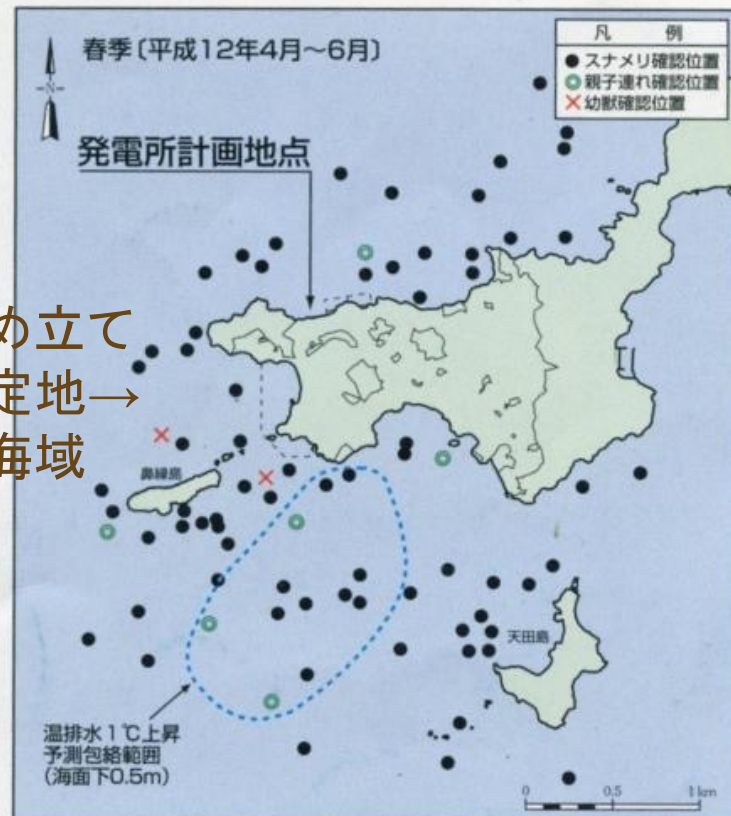 春季〔平成12年4月～6月〕
凡 例
スナメリ確認位置
親子連れ確認位置
幼獣確認位置
N
発電所計画地点
め立て
定地→
海域
鼻繰島
天田島
温排水1℃上昇
予測包絡範囲
（海面下0.5m）
0 0.5 1km